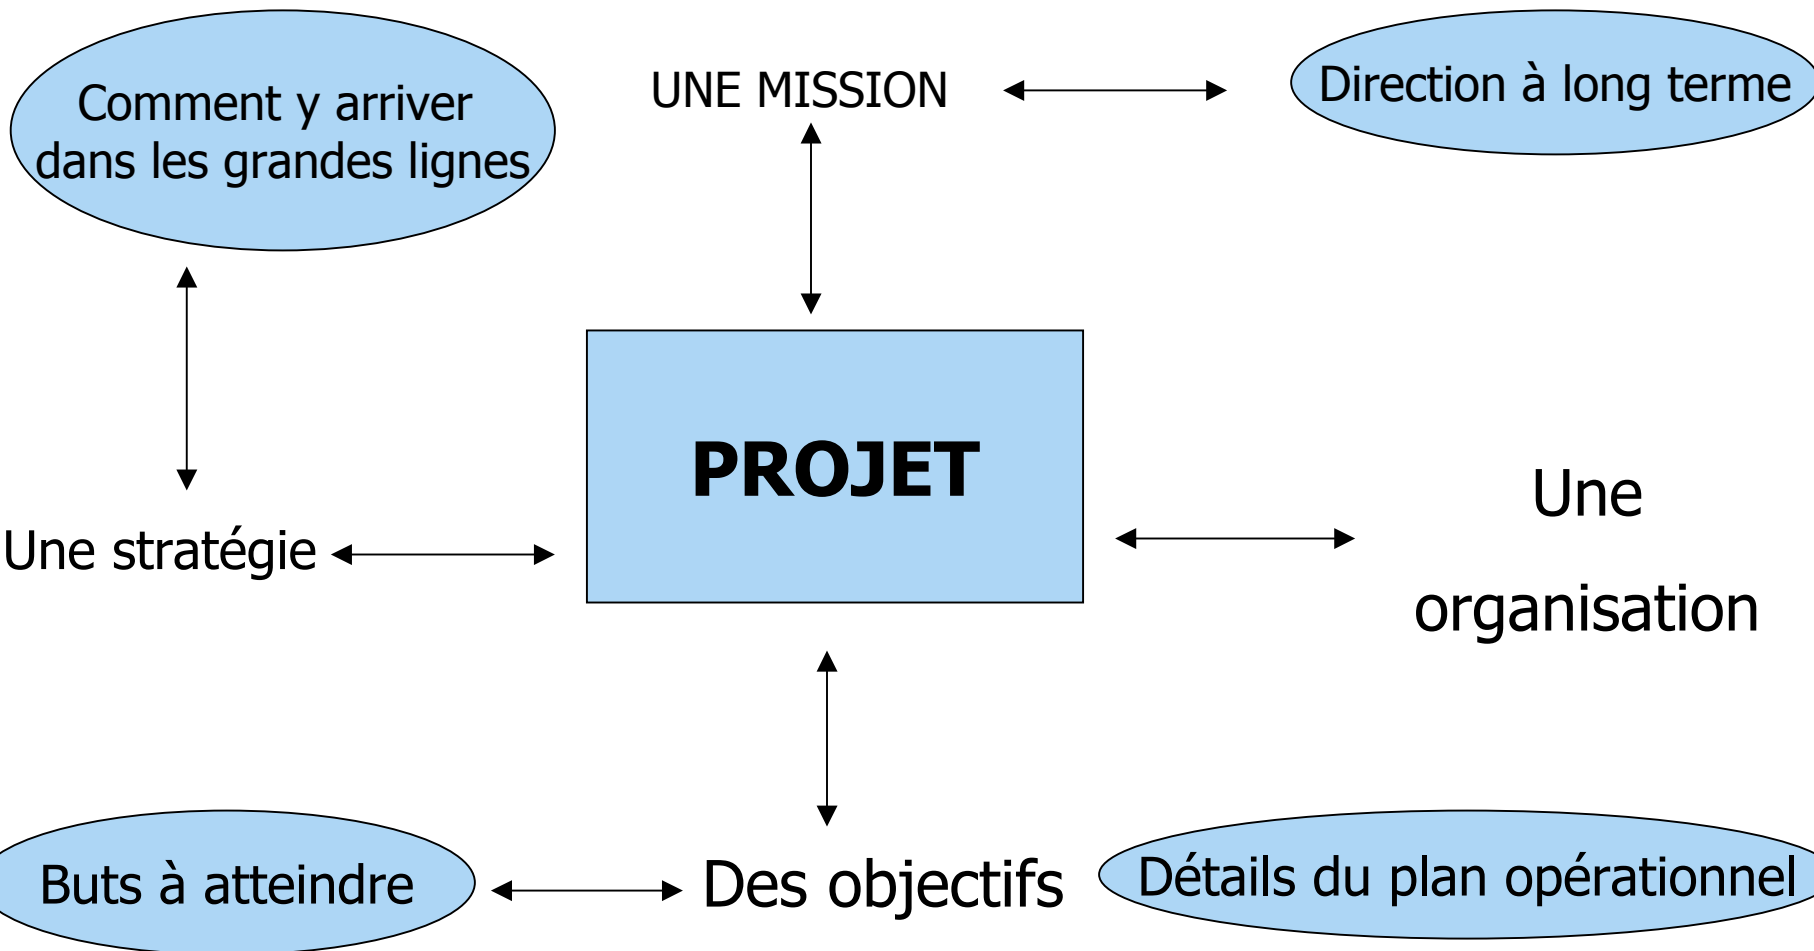 Comment y arriver
dans les grandes lignes
UNE MISSION
Direction à long terme
PROJET
Une stratégie
Une
organisation
Buts à atteindre
Des objectifs
Détails du plan opérationnel